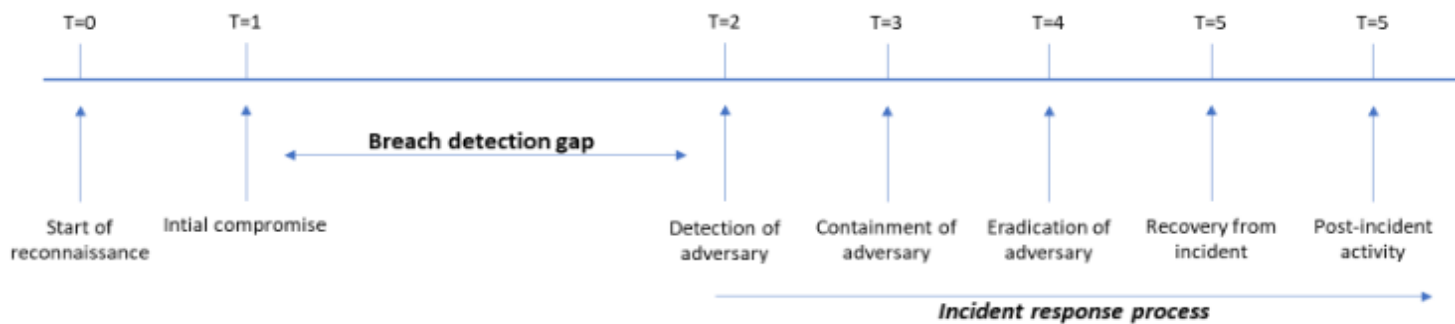 T=0 T=1 T=2 T=3 T=4 T=5 T=5
Breach detection gap
Start of reconnaissance
Intial compromise
Detection of adversary
Containment of adversary
Eradication of adversary
Recovery from incident
Post-incident activity
Incident response process